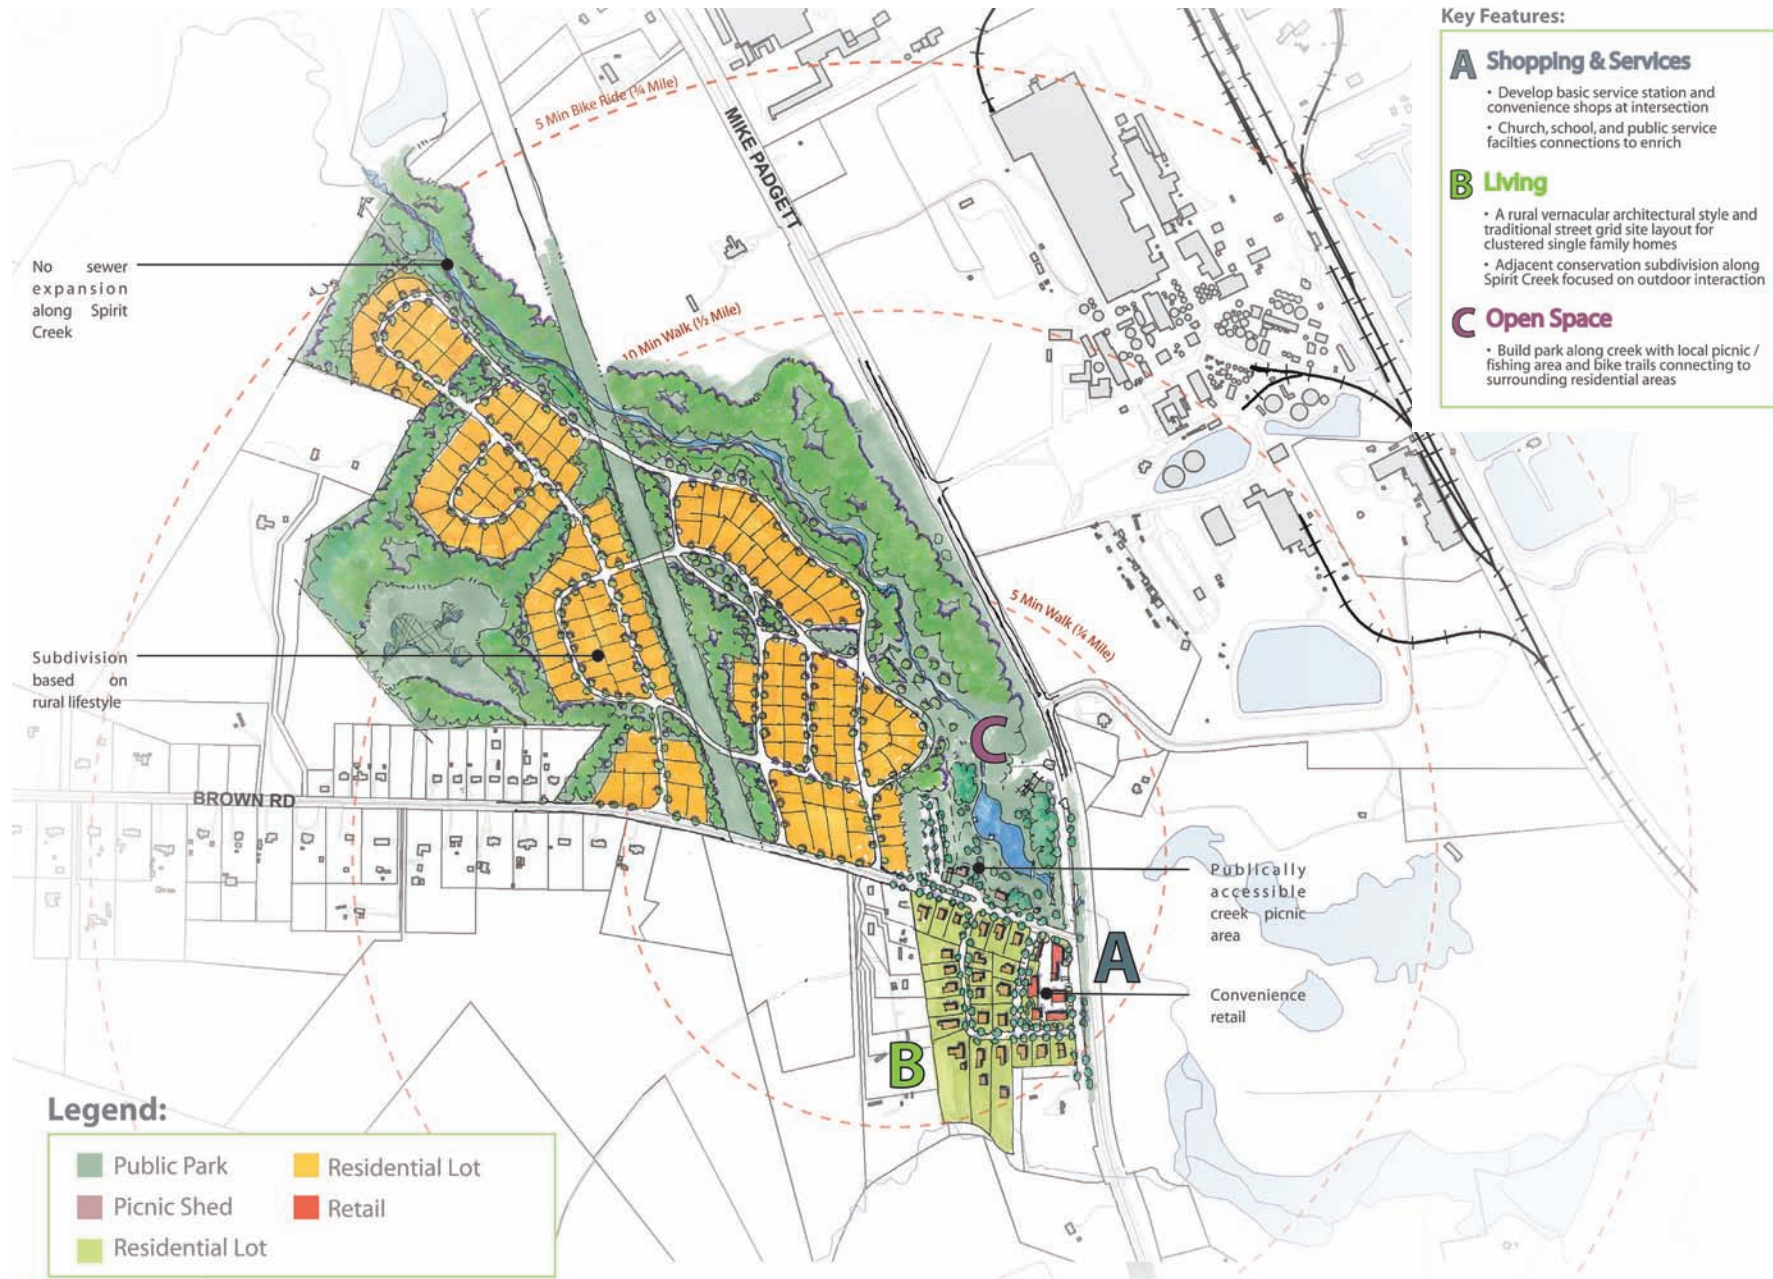 Key Features:
A Shopping & Services
• Develop basic service station and
convenience shops at intersection
• Church, school, and public service
facilties connections to enrich
B Living
• A rural vernacular architectural style and
traditional street grid site layout for
clustered single family homes
• Adjacent conservation subdivision along
Spirit Creek focused on outdoor interaction
C Open Space
• Build park along creek with local picnic /
fishing area and bike trails connecting to
surrounding residential areas
5 Min Bike Ride (¾ Mile)
MIKE PADGETT
No sewer
expansion
along Spirit
Creek
10 Min Walk (½ Mile)
5 Min Walk (¼ Mile)
Subdivision
based on
rural lifestyle
C
BROWN RD
Publically
accessible
creek picnic
area
A
Convenience
retail
B
Legend:
Public Park
Residential Lot
Picnic Shed
Retail
Residential Lot